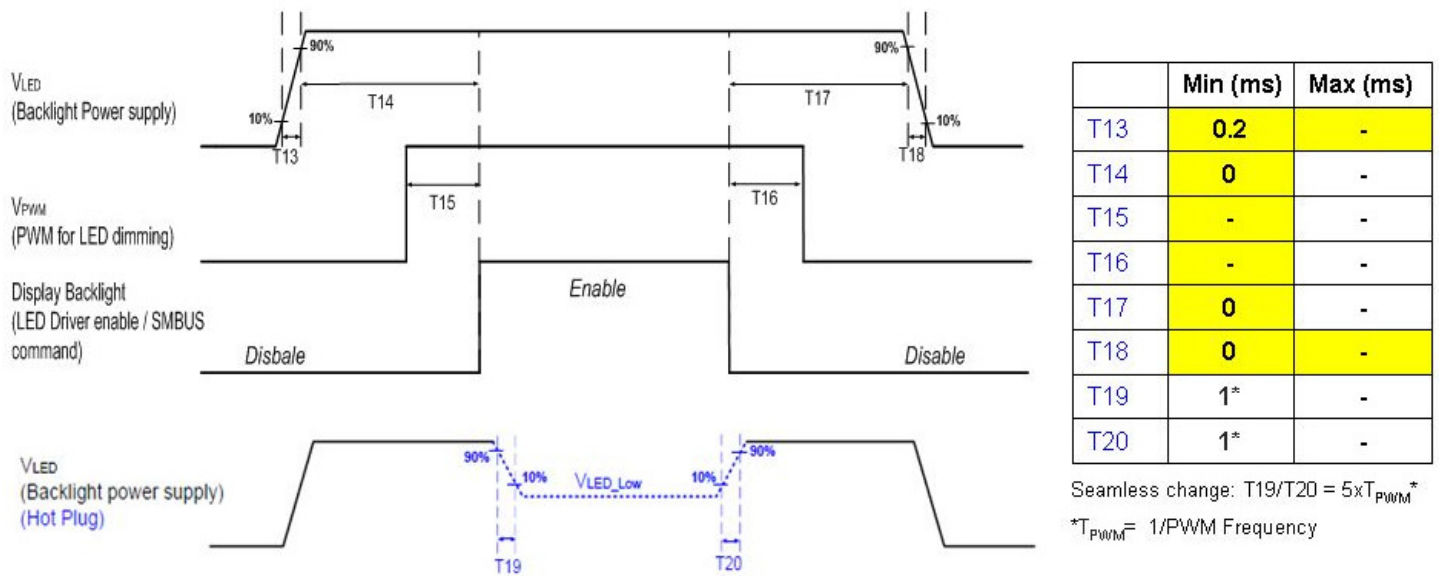 90%
90%
VLED
(Backlight Power supply)
T14
T17
10%
10%
T13
T18
T15
T16
VPWM
(PWM for LED dimming)
Display Backlight
(LED Driver enable / SMBUS
command)
Enable
Disbale
Disable
VLED
(Backlight power supply)
(Hot Plug)
90%
10%
VLED_Low
10%
90%
T19
T20
Min (ms) Max (ms)
T13 0.2 -
T14 0 -
T15 - -
T16 - -
T17 0 -
T18 0 -
T19 1* -
T20 1* -
Seamless change: T19/T20 = 5xTPWM*
*TPWM= 1/PWM Frequency